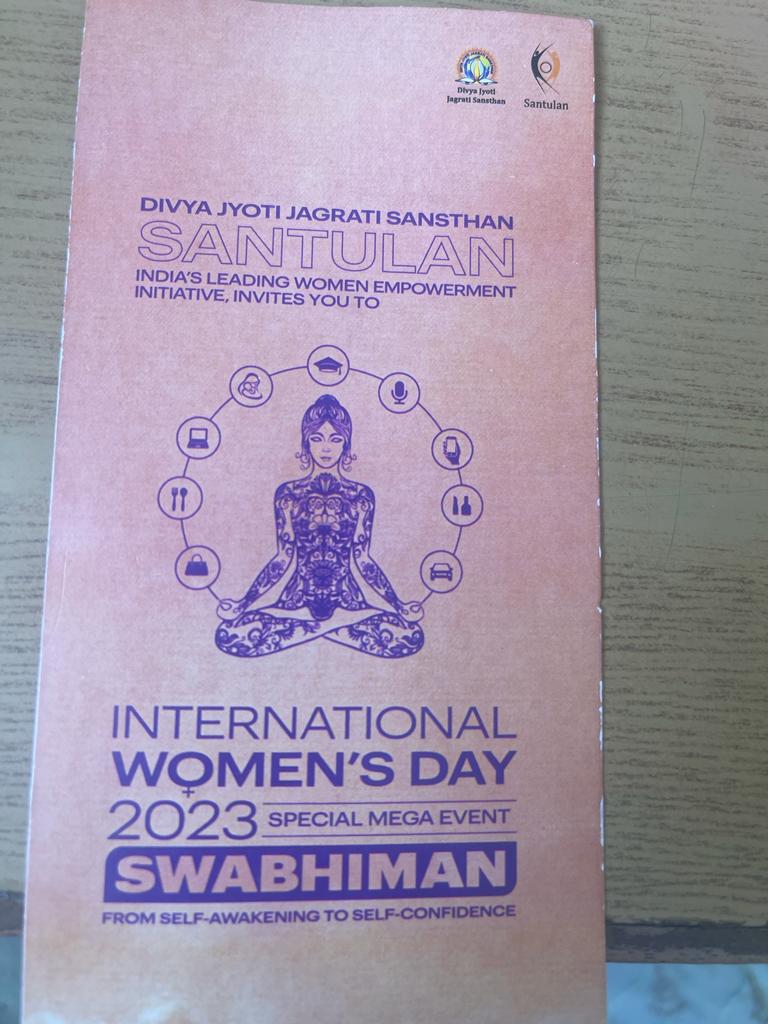 Divya Jyoti
Jagrati Sansthan
Santulan
DIVYA JYOTI JAGRATI SANSTHAN
SANTULAN
INDIA'S LEADING WOMEN EMPOWERMENT
INITIATIVE, INVITES YOU TO
INTERNATIONAL
WOMEN'S DAY
2023 SPECIAL MEGA EVENT
SWABHIMAN
FROM SELF-AWAKENING TO SELF-CONFIDENCE